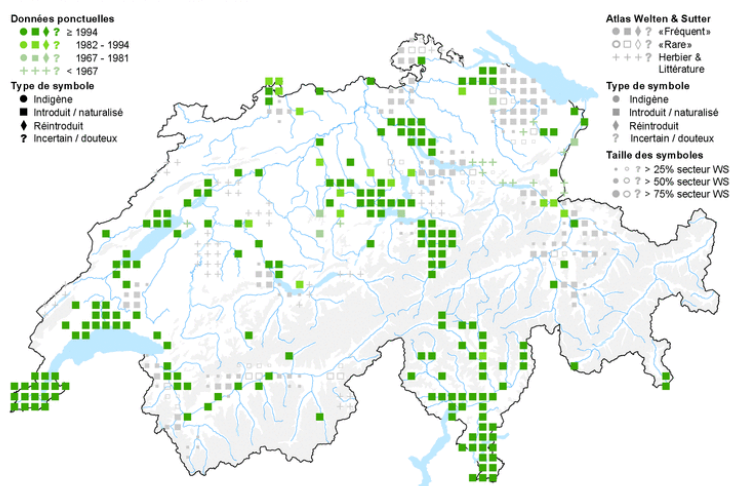 Données ponctuelles
? ≥ 1994
? 1982 - 1994
? 1967 - 1981
++++ < 1967
Type de symbole
Indigène
Introduit / naturalisé
Réintroduit
? Incertain / douteux
Atlas Welten & Sutter
? «Fréquent»
? «Rare»
+++ Herbier &
Littérature
Type de symbole
Indigène
Introduit / naturalisé
Réintroduit
? Incertain / douteux
Taille des symboles
? > 25% secteur WS
? > 50% secteur WS
? > 75% secteur WS